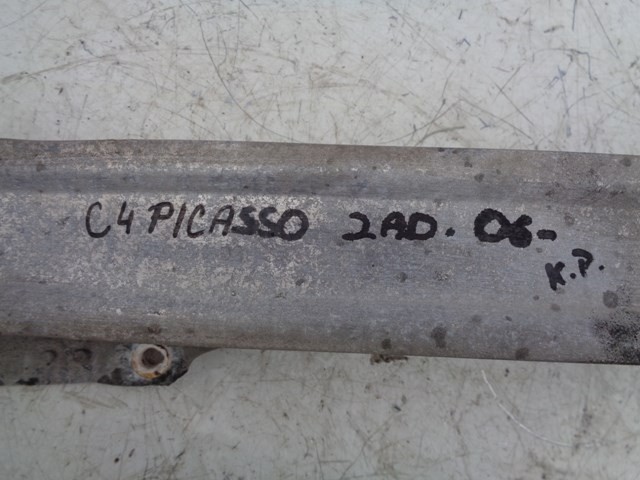 C4 PICASSO 2AD. 06-
K.P.